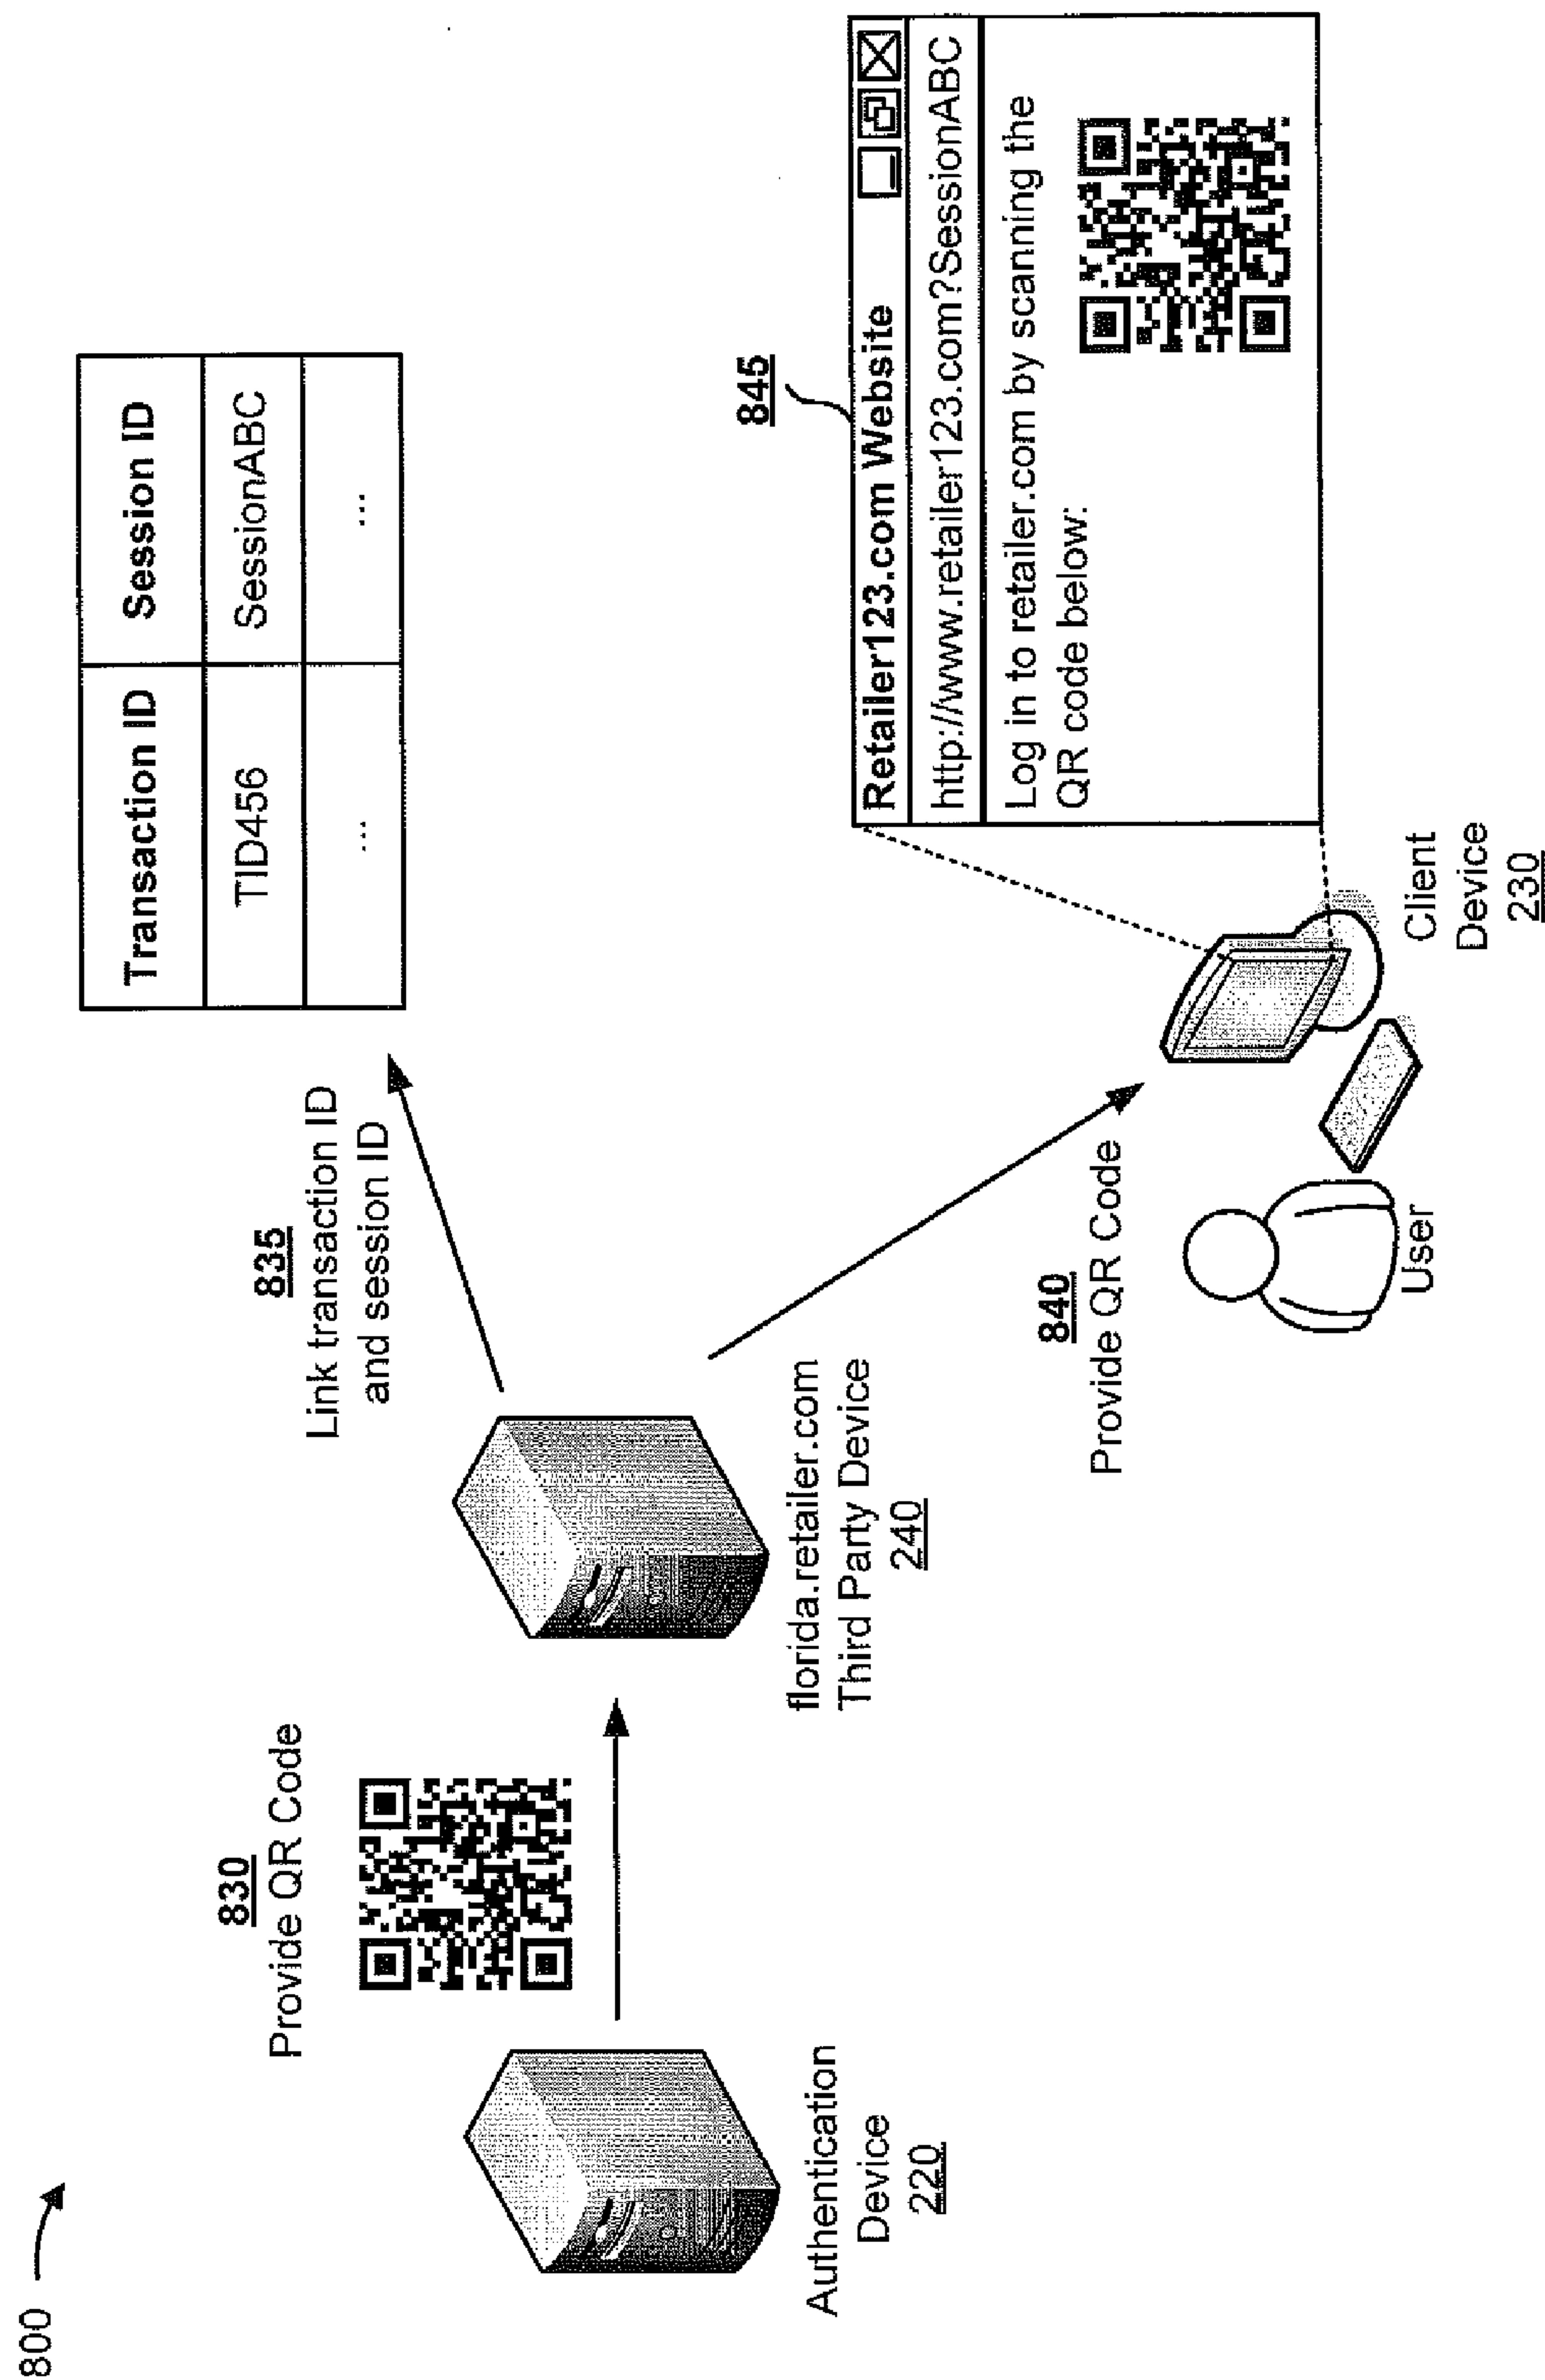 800
830
Provide QR Code
Authentication
Device
220
florida.retailer.com
Third Party Device
240
835
Link transaction ID
and session ID
Transaction ID Session ID
TID456 SessionABC
... ...
840
Provide QR Code
User
Client
Device
230
845
Retailer123.com Website
http://www.retailer123.com?SessionABC
Log in to retailer.com by scanning the
QR code below: